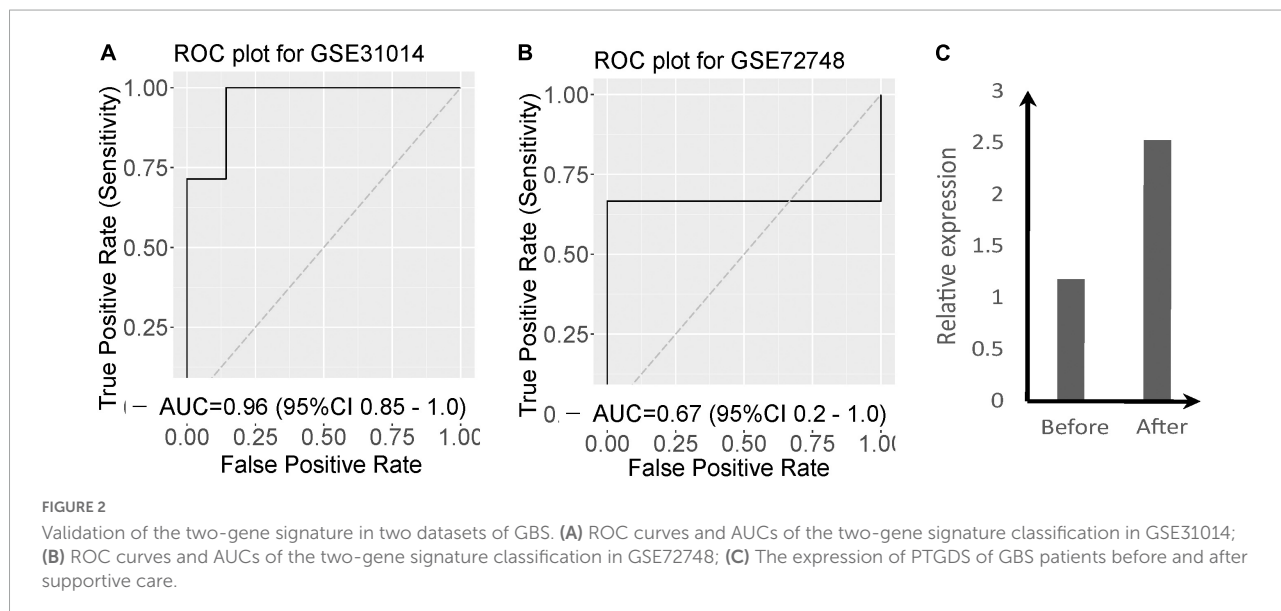 A
ROC plot for GSE31014
True Positive Rate (Sensitivity)
1.00
0.75
0.50
0.25
AUC=0.96 (95%CI 0.85 - 1.0)
0.00 0.25 0.50 0.75
False Positive Rate
B
ROC plot for GSE72748
True Positive Rate (Sensitivity)
1.00
0.75
0.50
0.25
0.
AUC=0.67 (95%CI 0.2 - 1.0)
0.00 0.25 0.50 0.75
False Positive Rate
C
Relative expression
3
2.5
2
1.5
1
0.5
0
Before After
FIGURE 2
Validation of the two-gene signature in two datasets of GBS. (A) ROC curves and AUCs of the two-gene signature classification in GSE31014;
(B) ROC curves and AUCs of the two-gene signature classification in GSE72748; (C) The expression of PTGDS of GBS patients before and after
supportive care.